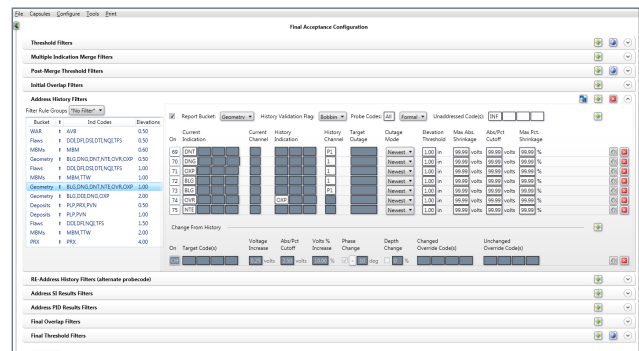 File Capsules Configure Tools Print
Final Acceptance Configuration
Threshold Filters
Multiple Indication Merge Filters
Post-Merge Threshold Filters
Initial Overlap Filters
Address History Filters
Filter Rule Groups *No Filter*
Bucket Ind Codes Elevations
WAR AVB 0.50
Flaws DDI,DFI,DSI,DTI,NQI,TFS 0.50
MBMs MBM 0.60
Geometry BLG,DNG,DNT,NTE,OVR,OXP 0.50
Flaws DDI,DFI,DSI,DTI,NQI,TFS 1.00
MBMs MBM,TTW 1.00
Geometry BLG,DNG,DNT,NTE,OVR,OXP 1.00
Geometry BLG,DDI,DNG,OXP 2.00
Deposits PLP,PRX,PVN 0.50
Deposits PLP,PVN 1.00
Flaws DDI,DFI,NQI,TFS 1.50
MBMs MBM,TTW 2.00
PRX PRX 4.00
Report Bucket: Geometry History Validation Flag: Bobbin Probe Codes: All Formal Unaddressed Code(s): INF
On Current Indication Current Channel History Indication History Channel Target Outage Outage Mode Elevation Threshold Max Abs. Shrinkage Abs/Pct Cutoff Max Pct. Shrinkage
69 DNT P1 Newest 1.00 in 99.99 volts 99.99 volts 99.99 %
70 DNG 1 Newest 1.00 in 99.99 volts 99.99 volts 99.99 %
71 OXP 1 Newest 1.00 in 99.99 volts 99.99 volts 99.99 %
72 BLG 1 Newest 1.00 in 99.99 volts 99.99 volts 99.99 %
73 BLG P1 Newest 1.00 in 99.99 volts 99.99 volts 99.99 %
74 OVR OXP Newest 1.00 in 99.99 volts 99.99 volts 99.99 %
75 NTE Newest 1.00 in 99.99 volts 99.99 volts 99.99 %
Change From History
On Target Code(s) Voltage Increase Abs/Pct Cutoff Volts % Increase Phase Change Depth Change Changed Override Code(s) Unchanged Override Code(s)
Off 0.25 volts 2.50 volts 10.00 % 10 deg 0 %
RE-Address History Filters (alternate probecode)
Address SI Results Filters
Address PID Results Filters
Final Overlap Filters
Final Threshold Filters